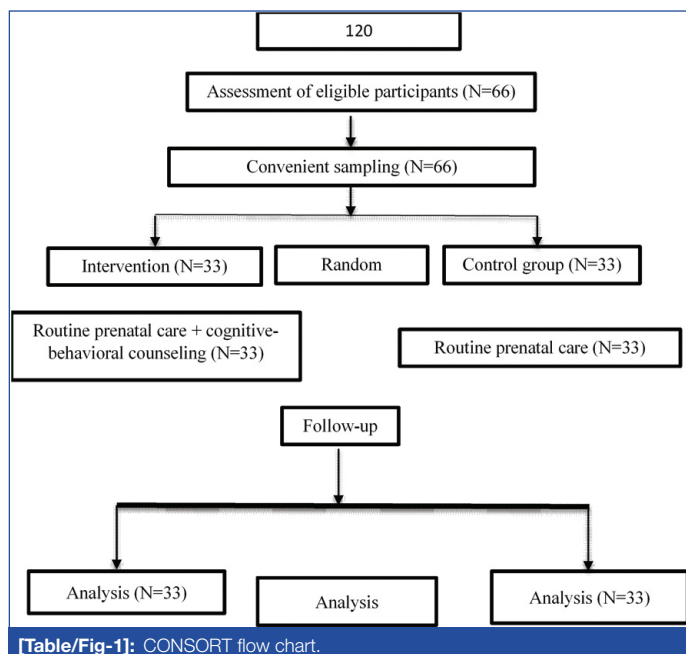 120
Assessment of eligible participants (N=66)
Convenient sampling (N=66)
Intervention (N=33)
Random
Control group (N=33)
Routine prenatal care + cognitive-
behavioral counseling (N=33)
Routine prenatal care (N=33)
Follow-up
Analysis (N=33)
Analysis
Analysis (N=33)
[Table/Fig-1]: CONSORT flow chart.